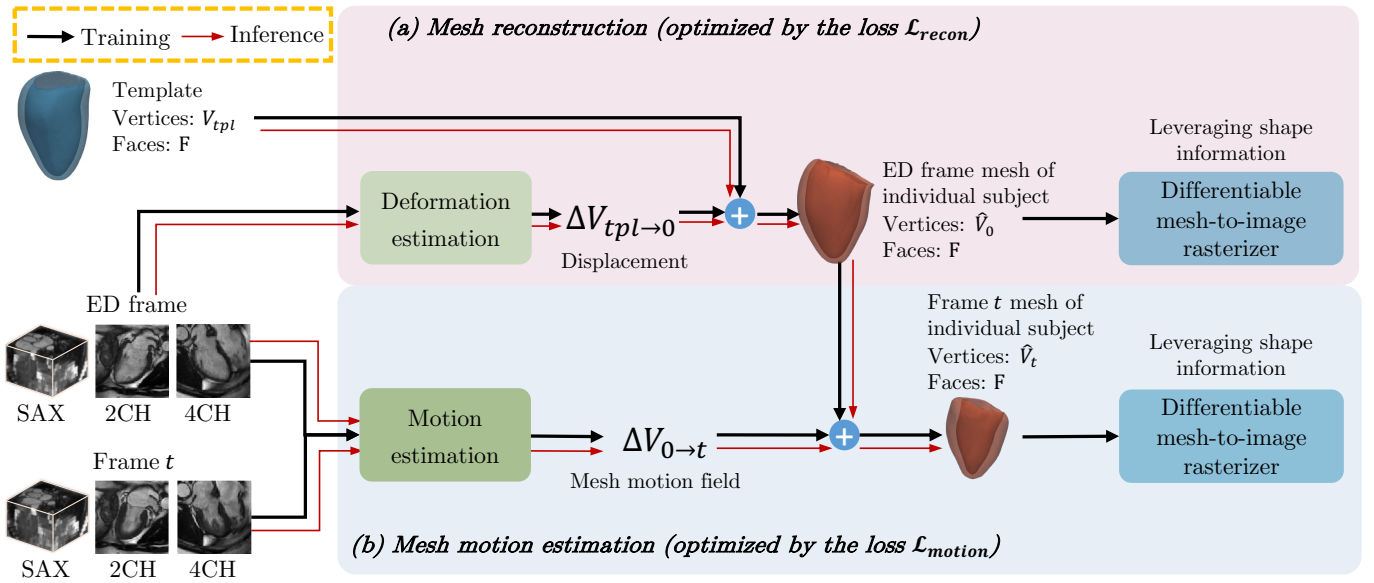 Training
Inference
(a) Mesh reconstruction (optimized by the loss ℒ_recon)
Template
Vertices: V_tpl
Faces: F
Deformation
estimation
ΔV_tpl→0
Displacement
+
ED frame mesh of
individual subject
Vertices: V̂_0
Faces: F
Leveraging shape
information
Differentiable
mesh-to-image
rasterizer
ED frame
SAX
2CH
4CH
Frame t
SAX
2CH
4CH
Motion
estimation
ΔV_0→t
Mesh motion field
+
Frame t mesh of
individual subject
Vertices: V̂_t
Faces: F
Leveraging shape
information
Differentiable
mesh-to-image
rasterizer
(b) Mesh motion estimation (optimized by the loss ℒ_motion)